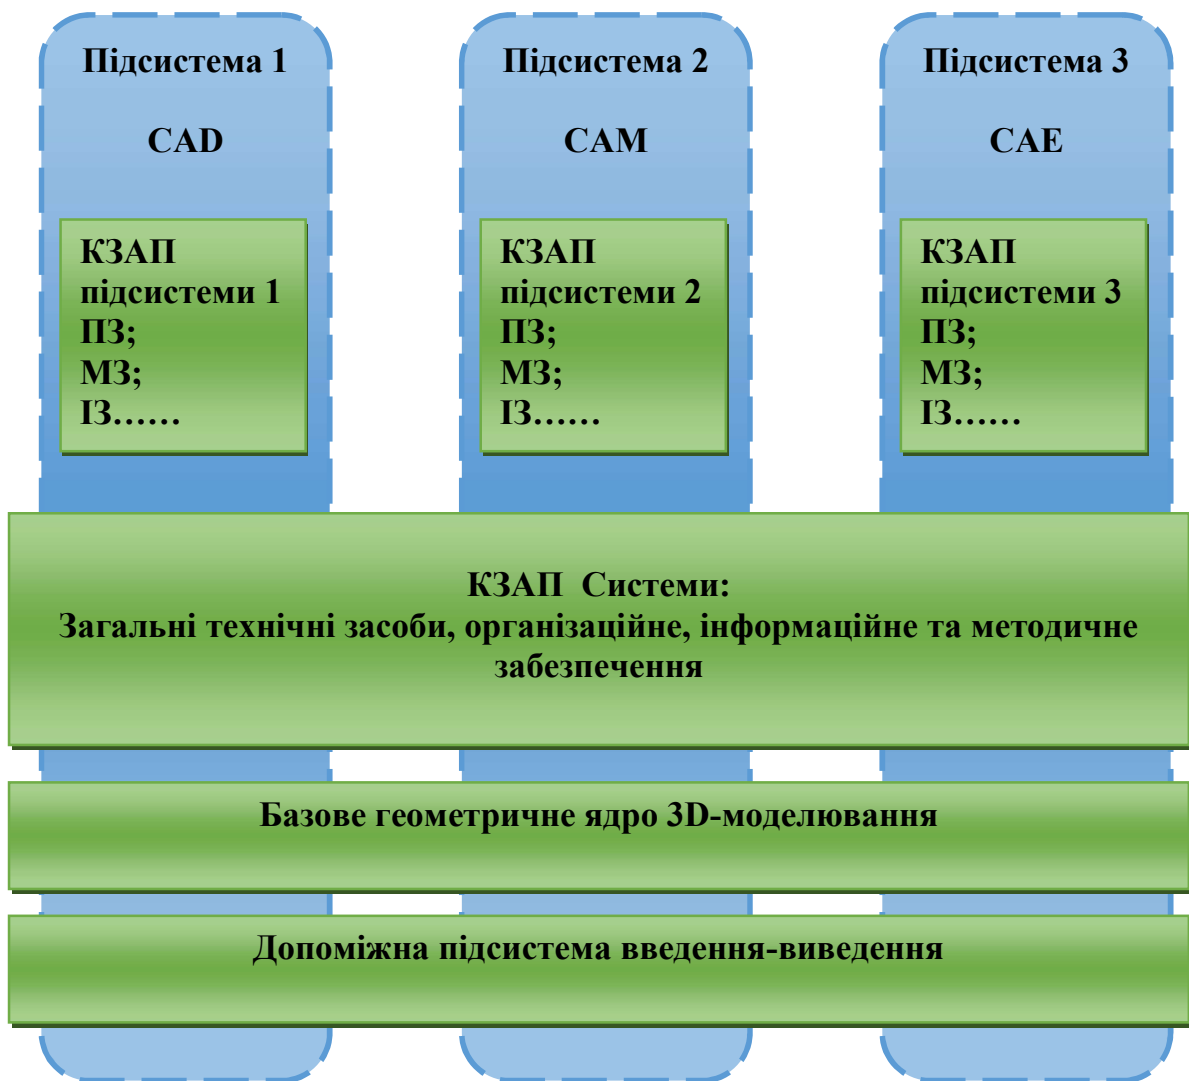 Підсистема 1
CAD
КЗАП
підсистеми 1
ПЗ;
МЗ;
ІЗ……
Підсистема 2
CAM
КЗАП
підсистеми 2
ПЗ;
МЗ;
ІЗ……
Підсистема 3
CAE
КЗАП
підсистеми 3
ПЗ;
МЗ;
ІЗ……
КЗАП Системи:
Загальні технічні засоби, організаційне, інформаційне та методичне
забезпечення
Базове геометричне ядро 3D-моделювання
Допоміжна підсистема введення-виведення